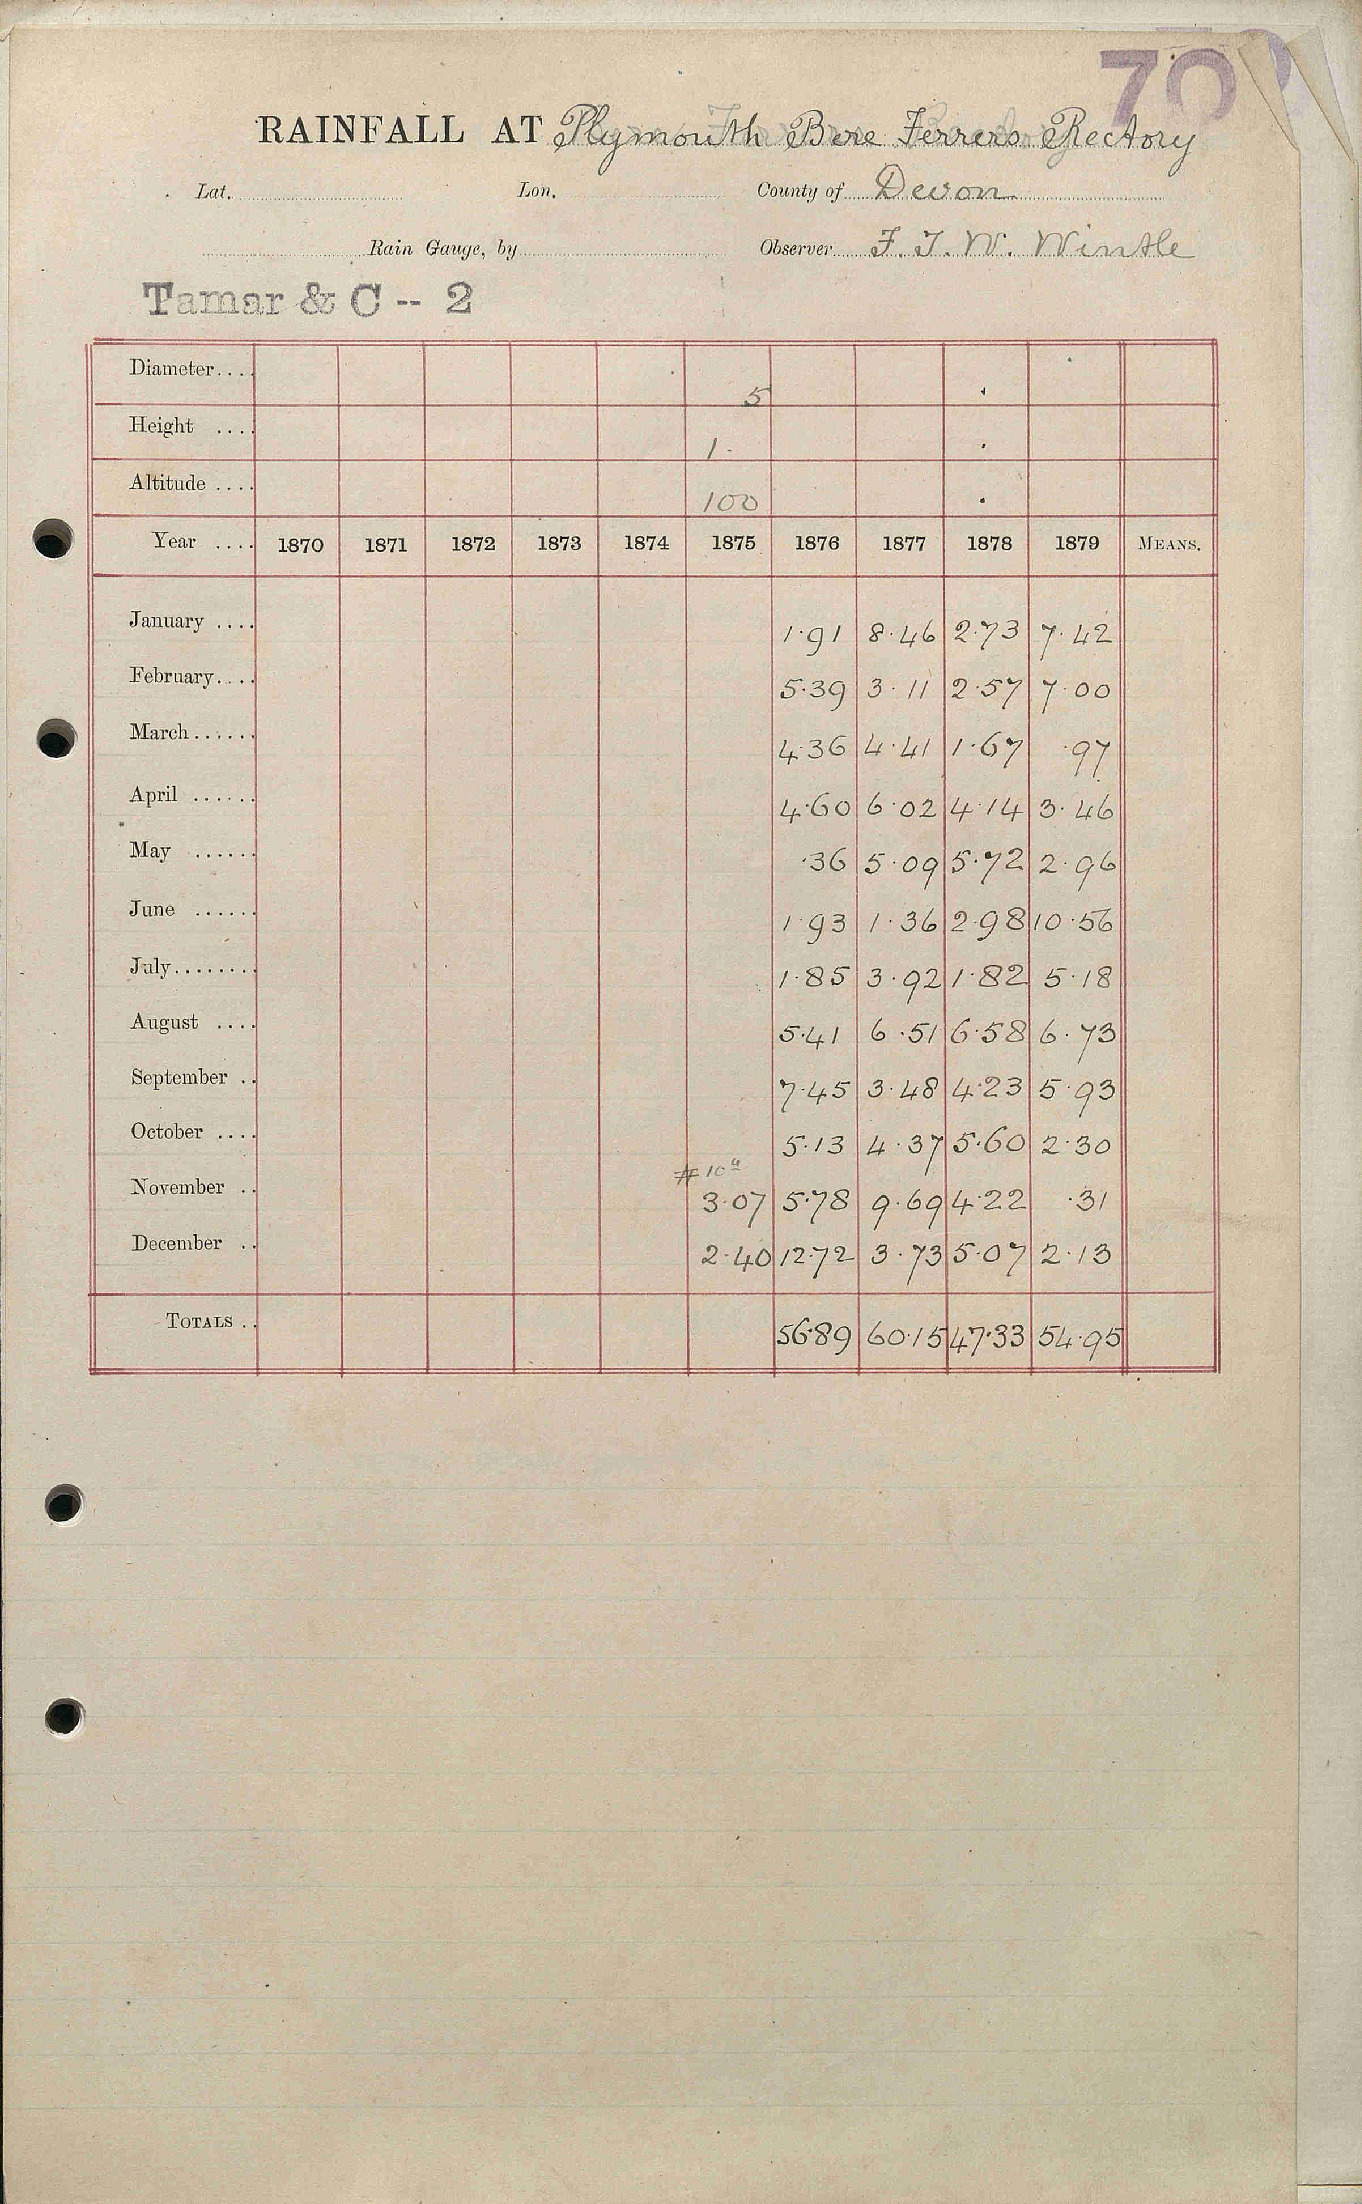 70
RAINFALL AT Plymouth Bere Ferrers Rectory
Lat. Lon. County of Devon
Rain Gauge, by Observer F. J. W. Wintle
Tamar & C -- 2
Diameter.... 5
Height .... 1.
Altitude .... 100
Year .... 1870 1871 1872 1873 1874 1875 1876 1877 1878 1879 MEANS.
January .... 1.91 8.46 2.73 7.42
February.... 5.39 3.11 2.57 7.00
March...... 4.36 4.41 1.67 .97
April ...... 4.60 6.02 4.14 3.46
May ...... .36 5.09 5.72 2.96
June ...... 1.93 1.36 2.98 10.56
July........ 1.85 3.92 1.82 5.18
August .... 5.41 6.51 6.58 6.73
September .. 7.45 3.48 4.23 5.93
October .... 5.13 4.37 5.60 2.30
November .. 3.07 5.78 9.69 4.22 .31
December .. 2.40 12.72 3.73 5.07 2.13
TOTALS .. 56.89 60.15 47.33 54.95